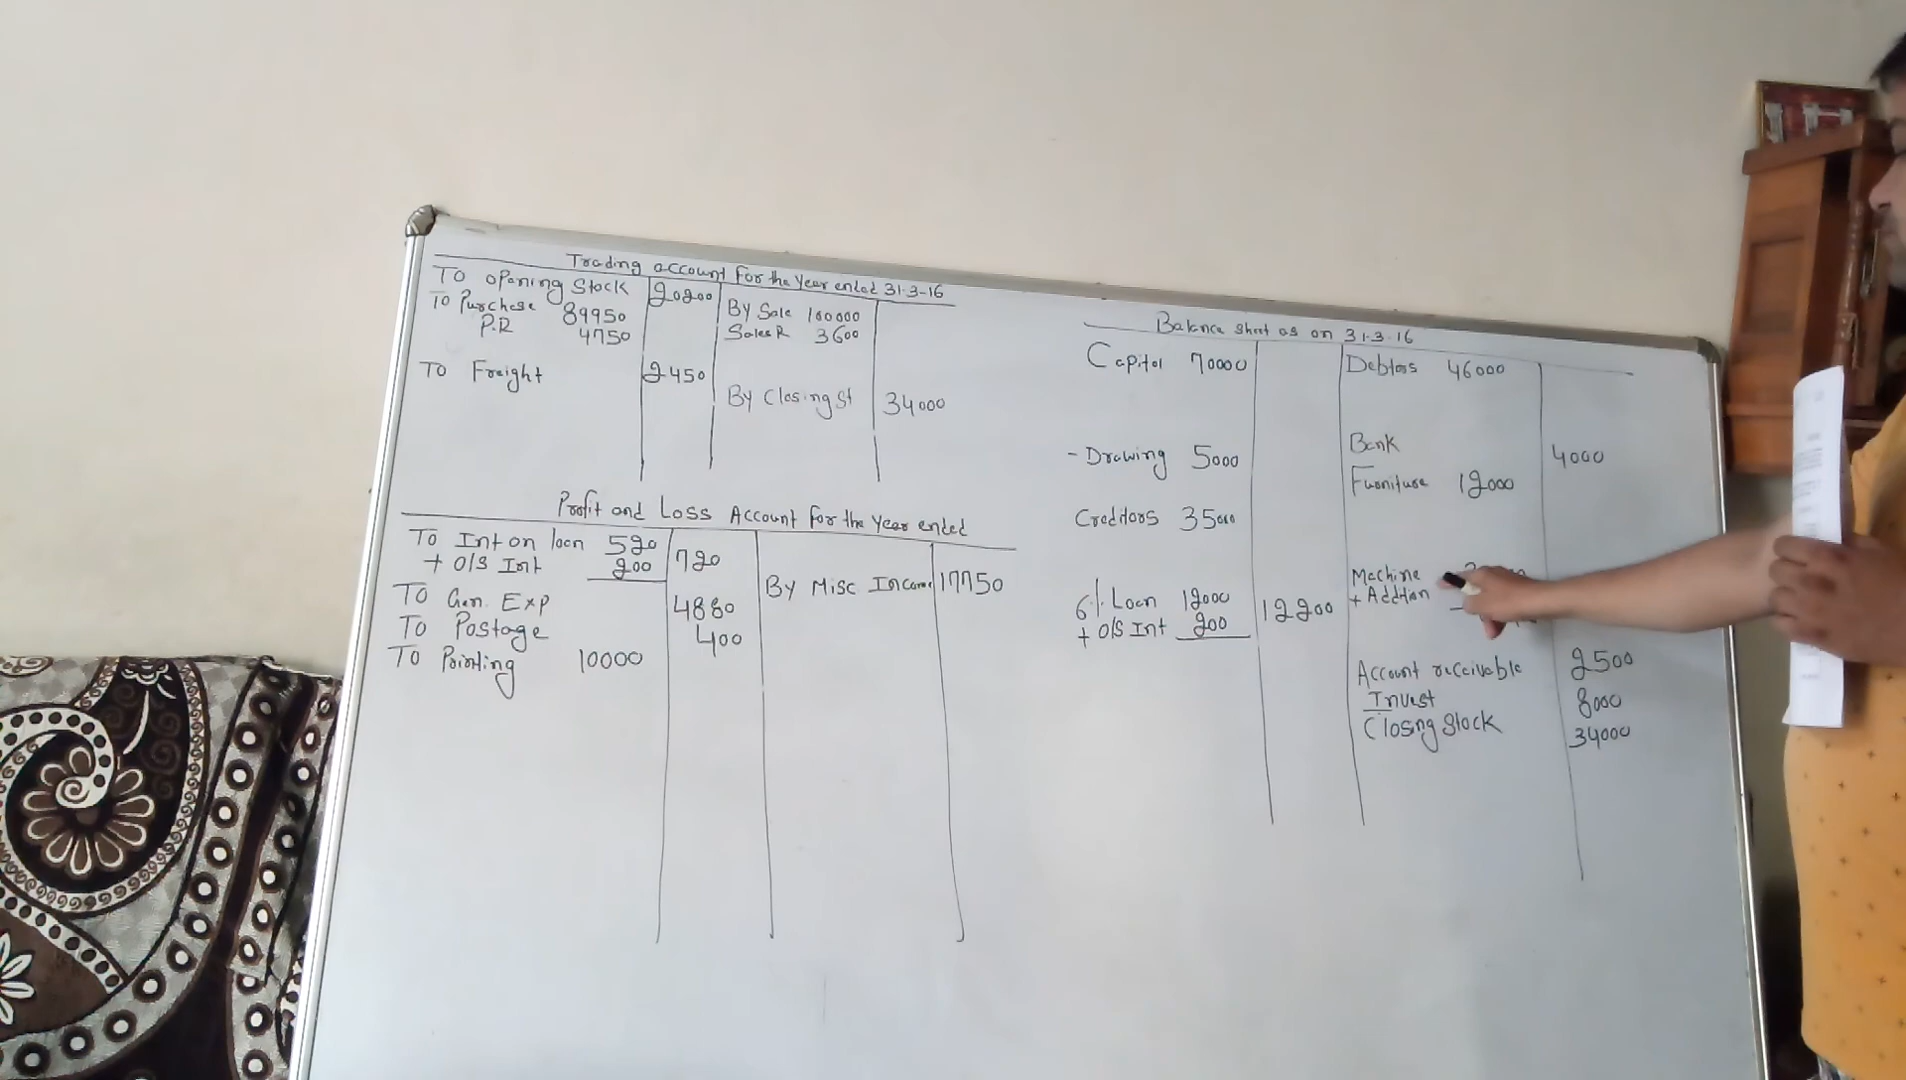 Trading account for the Year ended 31-3-16
To opening Stock 20200
To Purchase 89950
P.R 4750
To Freight 2450
By Sale 160000
Sales R 3600
By Closing St 34000
Profit and Loss Account for the Year ended
To Int on loan 520
+ O/S Int 200 720
To Gen. Exp 4880
To Postage 400
To Printing 10000
By Misc Income 17750
Balance sheet as on 31-3-16
Capital 70000
- Drawing 5000
Creditors 35000
6% Loan 12000
+ O/S Int 200 12200
Debtors 46000
Bank 4000
Furniture 12000
Machine
+ Addtion
Account receivable 2500
Invest 8000
Closing Stock 34000